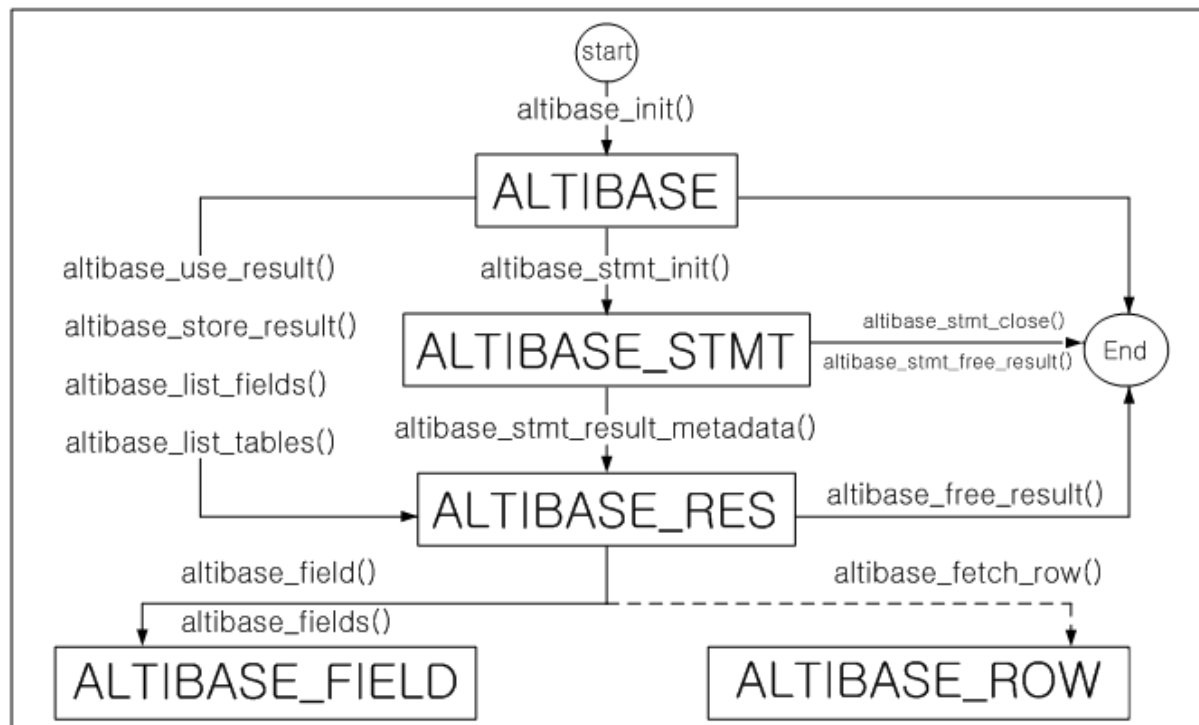 start
altibase_init()
ALTIBASE
altibase_use_result()
altibase_stmt_init()
altibase_store_result()
altibase_stmt_close()
ALTIBASE_STMT
End
altibase_stmt_free_result()
altibase_list_fields()
altibase_stmt_result_metadata()
altibase_list_tables()
ALTIBASE_RES
altibase_free_result()
altibase_field()
altibase_fetch_row()
altibase_fields()
ALTIBASE_FIELD
ALTIBASE_ROW